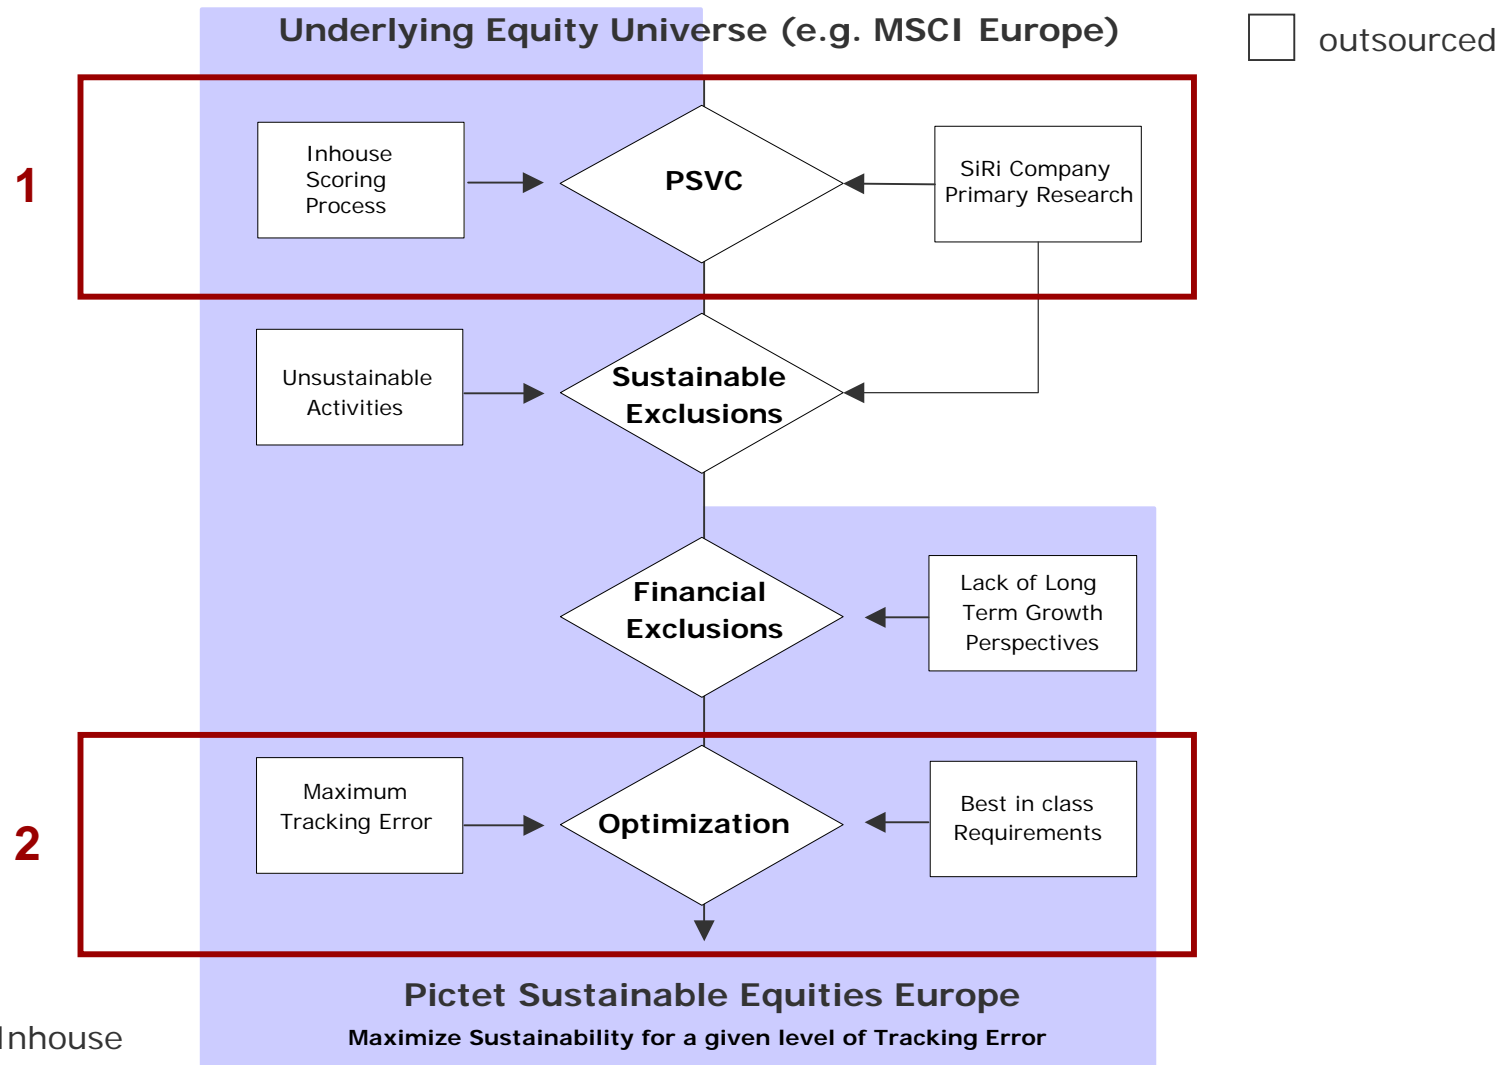 Underlying Equity Universe (e.g. MSCI Europe)
outsourced
1
Inhouse
Scoring
Process
PSVC
SiRi Company
Primary Research
Unsustainable
Activities
Sustainable
Exclusions
Financial
Exclusions
Lack of Long
Term Growth
Perspectives
2
Maximum
Tracking Error
Optimization
Best in class
Requirements
Pictet Sustainable Equities Europe
Inhouse
Maximize Sustainability for a given level of Tracking Error